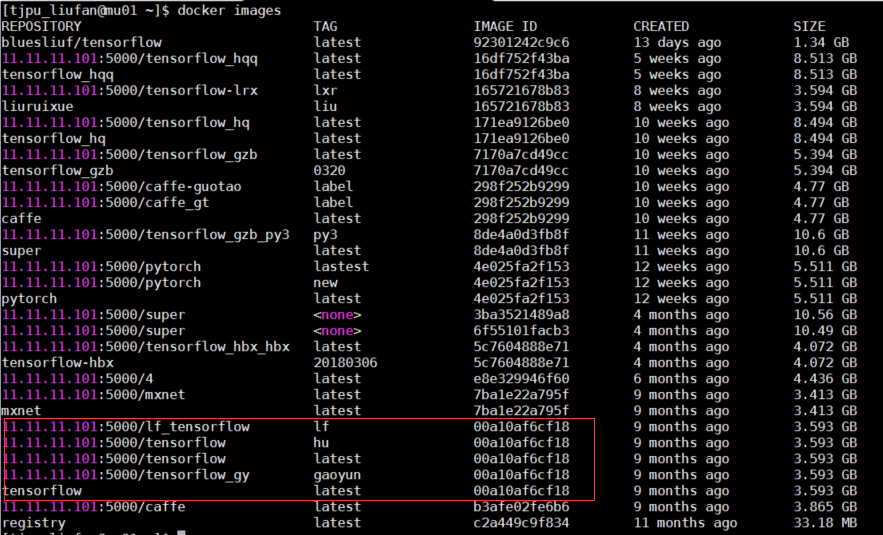 [tjpu_liufan@mu01 ~]$ docker images
REPOSITORY TAG IMAGE ID CREATED SIZE
bluesliuf/tensorflow latest 92301242c9c6 13 days ago 1.34 GB
11.11.11.101:5000/tensorflow_hqq latest 16df752f43ba 5 weeks ago 8.513 GB
tensorflow_hqq latest 16df752f43ba 5 weeks ago 8.513 GB
11.11.11.101:5000/tensorflow-lrx lxr 165721678b83 8 weeks ago 3.594 GB
liuruixue liu 165721678b83 8 weeks ago 3.594 GB
11.11.11.101:5000/tensorflow_hq latest 171ea9126be0 10 weeks ago 8.494 GB
tensorflow_hq latest 171ea9126be0 10 weeks ago 8.494 GB
11.11.11.101:5000/tensorflow_gzb latest 7170a7cd49cc 10 weeks ago 5.394 GB
tensorflow_gzb 0320 7170a7cd49cc 10 weeks ago 5.394 GB
11.11.11.101:5000/caffe-guotao label 298f252b9299 10 weeks ago 4.77 GB
11.11.11.101:5000/caffe_gt label 298f252b9299 10 weeks ago 4.77 GB
caffe latest 298f252b9299 10 weeks ago 4.77 GB
11.11.11.101:5000/tensorflow_gzb_py3 py3 8de4a0d3fb8f 11 weeks ago 10.6 GB
super latest 8de4a0d3fb8f 11 weeks ago 10.6 GB
11.11.11.101:5000/pytorch lastest 4e025fa2f153 12 weeks ago 5.511 GB
11.11.11.101:5000/pytorch new 4e025fa2f153 12 weeks ago 5.511 GB
pytorch latest 4e025fa2f153 12 weeks ago 5.511 GB
11.11.11.101:5000/super <none> 3ba3521489a8 4 months ago 10.56 GB
11.11.11.101:5000/super <none> 6f55101facb3 4 months ago 10.49 GB
11.11.11.101:5000/tensorflow_hbx_hbx latest 5c7604888e71 4 months ago 4.072 GB
tensorflow-hbx 20180306 5c7604888e71 4 months ago 4.072 GB
11.11.11.101:5000/4 latest e8e329946f60 6 months ago 4.436 GB
11.11.11.101:5000/mxnet latest 7ba1e22a795f 9 months ago 3.413 GB
mxnet latest 7ba1e22a795f 9 months ago 3.413 GB
11.11.11.101:5000/lf_tensorflow lf 00a10af6cf18 9 months ago 3.593 GB
11.11.11.101:5000/tensorflow hu 00a10af6cf18 9 months ago 3.593 GB
11.11.11.101:5000/tensorflow latest 00a10af6cf18 9 months ago 3.593 GB
11.11.11.101:5000/tensorflow_gy gaoyun 00a10af6cf18 9 months ago 3.593 GB
tensorflow latest 00a10af6cf18 9 months ago 3.593 GB
11.11.11.101:5000/caffe latest b3afe02fe6b6 9 months ago 3.865 GB
registry latest c2a449c9f834 11 months ago 33.18 MB